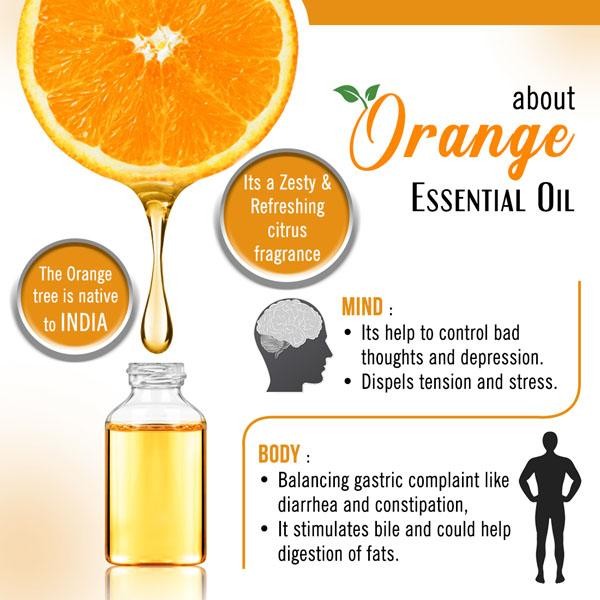 about
Orange
ESSENTIAL OIL
Its a Zesty &
Refreshing
citrus
fragrance
The Orange
tree is native
to INDIA
MIND :
• Its help to control bad
thoughts and depression.
• Dispels tension and stress.
BODY :
• Balancing gastric complaint like
diarrhea and constipation,
• It stimulates bile and could help
digestion of fats.